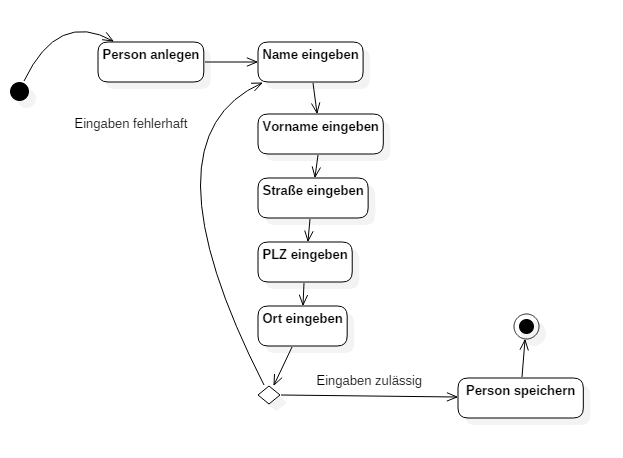 Person anlegen
Name eingeben
Eingaben fehlerhaft
Vorname eingeben
Straße eingeben
PLZ eingeben
Ort eingeben
Eingaben zulässig
Person speichern